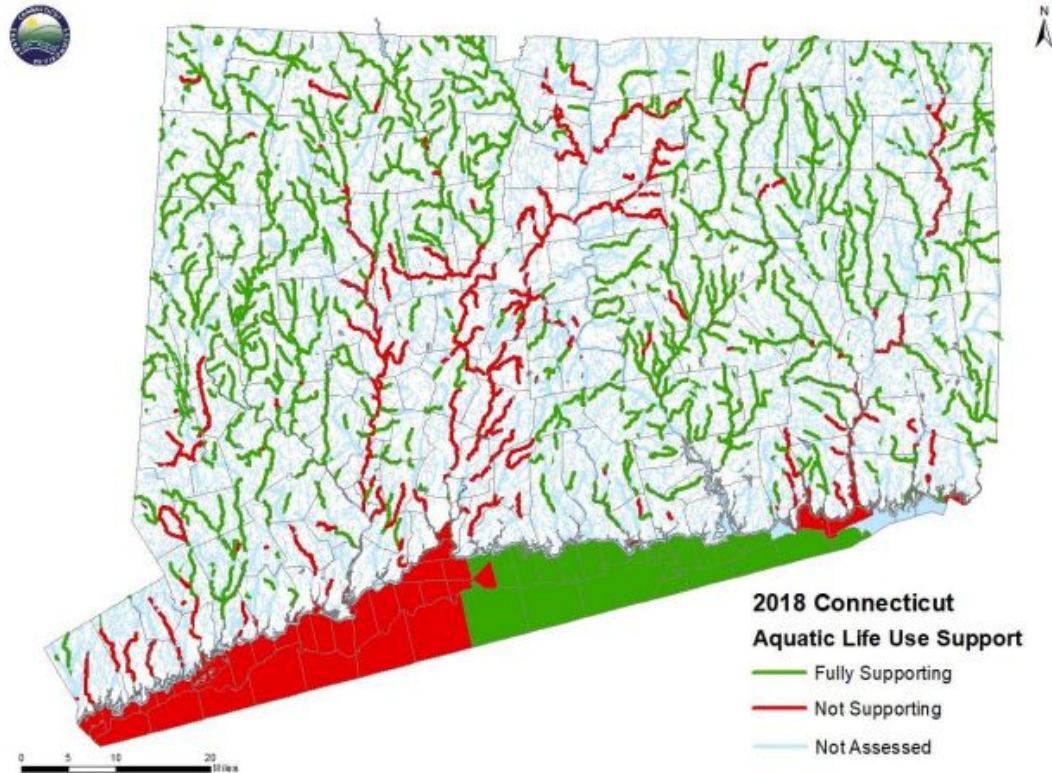 N
2018 Connecticut
Aquatic Life Use Support
Fully Supporting
Not Supporting
Not Assessed
0 5 10 20
Miles